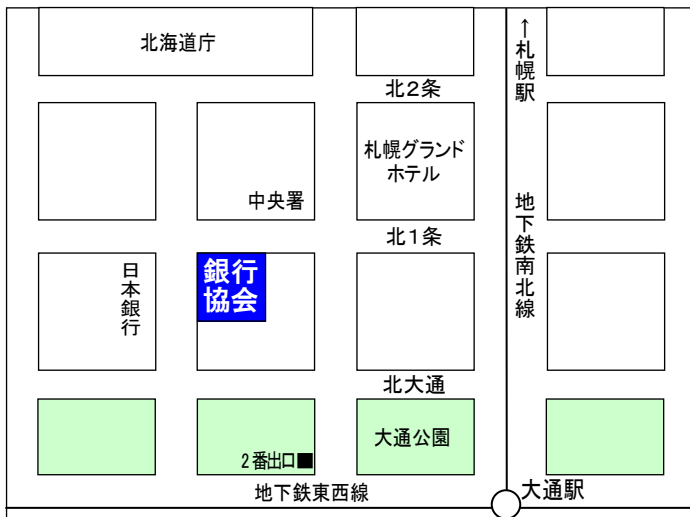 北海道庁
↑札幌駅
北２条
札幌グランド
ホテル
中央署
地下鉄南北線
北１条
日本銀行
銀行
協会
北大通
大通公園
２番出口■
地下鉄東西線
大通駅